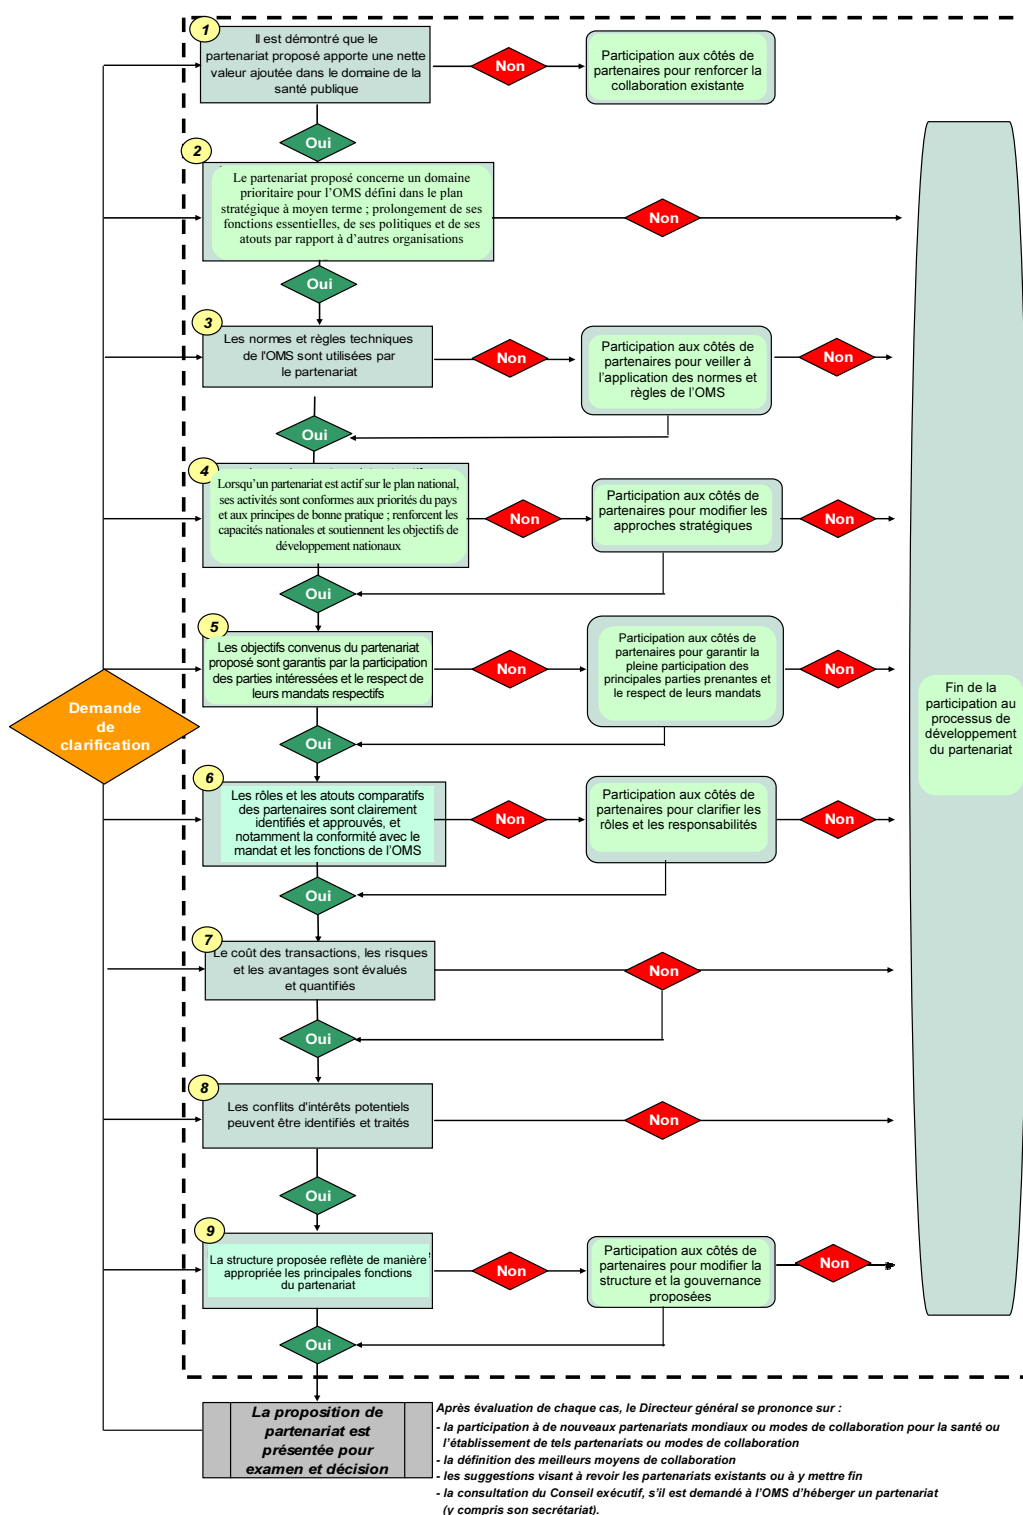 1
Il est démontré que le
partenariat proposé apporte une nette
valeur ajoutée dans le domaine de la
santé publique
Non
Participation aux côtés de
partenaires pour renforcer la
collaboration existante
Oui
2
Le partenariat proposé concerne un domaine
prioritaire pour l'OMS défini dans le plan
stratégique à moyen terme ; prolongement de ses
fonctions essentielles, de ses politiques et de ses
atouts par rapport à d'autres organisations
Non
Oui
3
Les normes et règles techniques
de l'OMS sont utilisées par
le partenariat
Non
Participation aux côtés de
partenaires pour veiller à
l'application des normes et
règles de l'OMS
Non
Oui
4
Lorsqu'un partenariat est actif sur le plan national,
ses activités sont conformes aux priorités du pays
et aux principes de bonne pratique ; renforcent les
capacités nationales et soutiennent les objectifs de
développement nationaux
Non
Participation aux côtés de
partenaires pour modifier les
approches stratégiques
Non
Oui
5
Les objectifs convenus du partenariat
proposé sont garantis par la participation
des parties intéressées et le respect de
leurs mandats respectifs
Non
Participation aux côtés de
partenaires pour garantir la
pleine participation des
principales parties prenantes et
le respect de leurs mandats
Non
Fin de la
participation au
processus de
développement
du partenariat
Demande
de
clarification
Oui
6
Les rôles et les atouts comparatifs
des partenaires sont clairement
identifiés et approuvés, et
notamment la conformité avec le
mandat et les fonctions de l'OMS
Non
Participation aux côtés de
partenaires pour clarifier les
rôles et les responsabilités
Non
Oui
7
Le coût des transactions, les risques
et les avantages sont évalués
et quantifiés
Non
Oui
8
Les conflits d'intérêts potentiels
peuvent être identifiés et traités
Non
Oui
9
La structure proposée reflète de manière
appropriée les principales fonctions
du partenariat
Non
Participation aux côtés de
partenaires pour modifier la
structure et la gouvernance
proposées
Non
Oui
La proposition de
partenariat est
présentée pour
examen et décision
Après évaluation de chaque cas, le Directeur général se prononce sur :
- la participation à de nouveaux partenariats mondiaux ou modes de collaboration pour la santé ou
l'établissement de tels partenariats ou modes de collaboration
- la définition des meilleurs moyens de collaboration
- les suggestions visant à revoir les partenariats existants ou à y mettre fin
- la consultation du Conseil exécutif, s'il est demandé à l'OMS d'héberger un partenariat
(y compris son secrétariat).